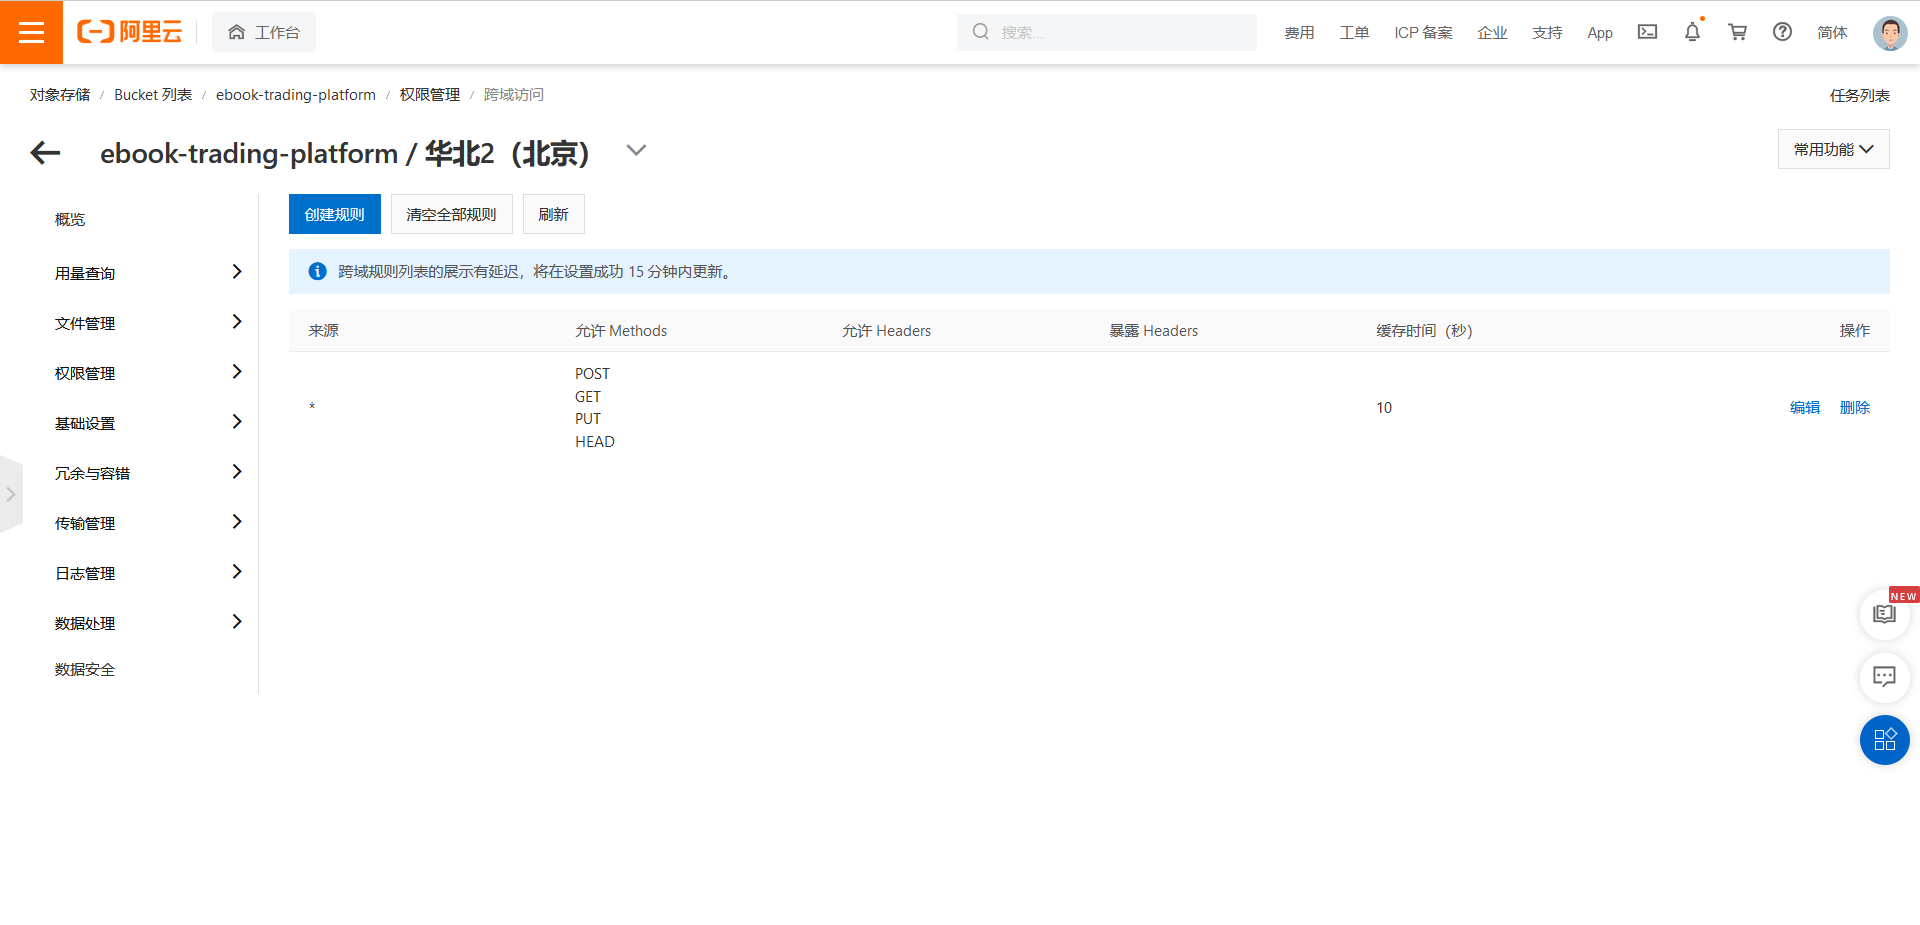 阿里云
工作台
搜索...
费用
工单
ICP 备案
企业
支持
App
简体
对象存储 / Bucket 列表 / ebook-trading-platform / 权限管理 / 跨域访问
任务列表
ebook-trading-platform / 华北2（北京）
常用功能
概览
用量查询
文件管理
权限管理
基础设置
冗余与容错
传输管理
日志管理
数据处理
数据安全
创建规则
清空全部规则
刷新
跨域规则列表的展示有延迟，将在设置成功 15 分钟内更新。
来源 允许 Methods 允许 Headers 暴露 Headers 缓存时间（秒） 操作
POST
GET
* 10 编辑 删除
PUT
HEAD
NEW